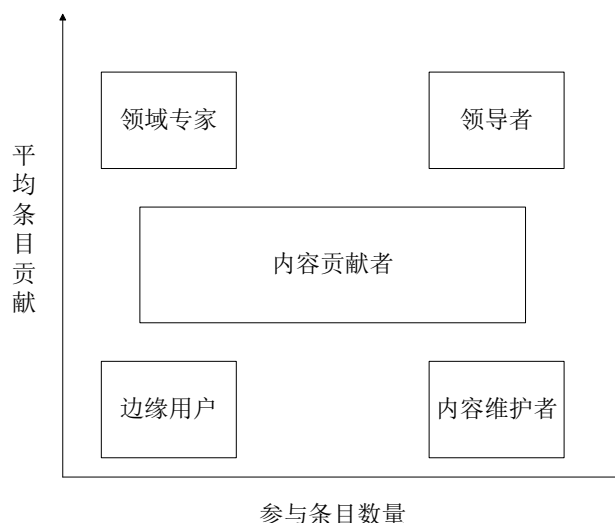 领域专家
领导者
平均条目贡献
内容贡献者
边缘用户
内容维护者
参与条目数量